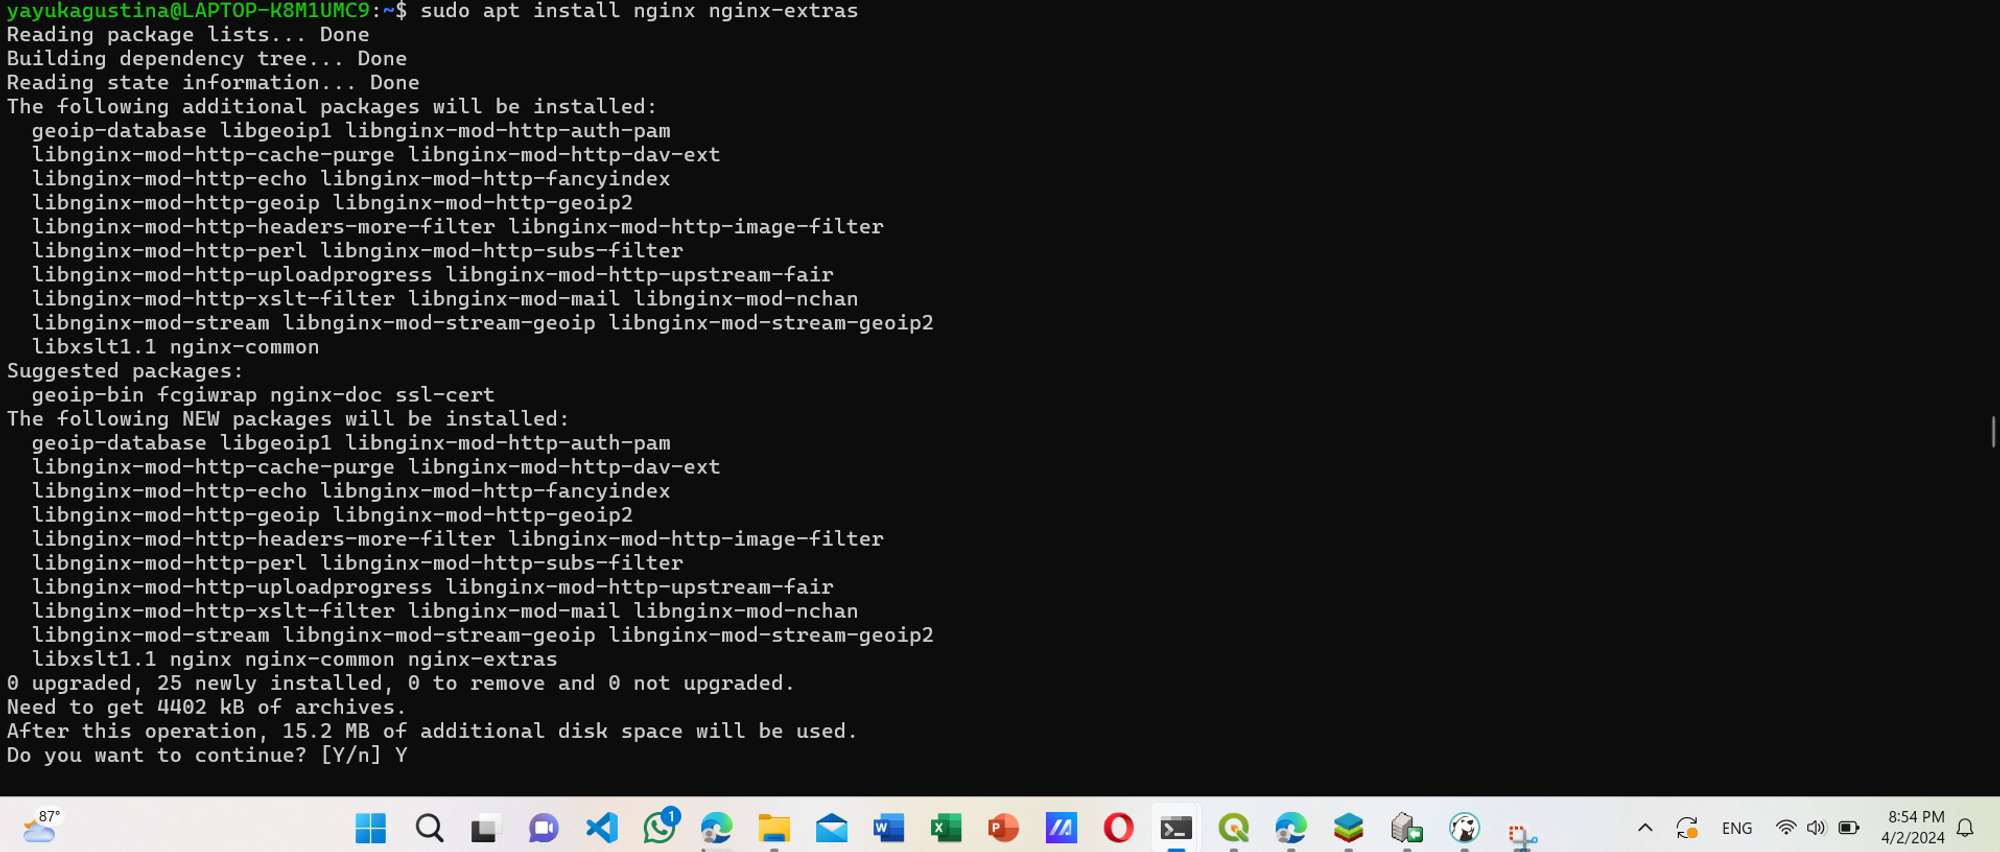 yayukagustina@LAPTOP-K8M1UMC9:~$ sudo apt install nginx nginx-extras
Reading package lists... Done
Building dependency tree... Done
Reading state information... Done
The following additional packages will be installed:
  geoip-database libgeoip1 libnginx-mod-http-auth-pam
  libnginx-mod-http-cache-purge libnginx-mod-http-dav-ext
  libnginx-mod-http-echo libnginx-mod-http-fancyindex
  libnginx-mod-http-geoip libnginx-mod-http-geoip2
  libnginx-mod-http-headers-more-filter libnginx-mod-http-image-filter
  libnginx-mod-http-perl libnginx-mod-http-subs-filter
  libnginx-mod-http-uploadprogress libnginx-mod-http-upstream-fair
  libnginx-mod-http-xslt-filter libnginx-mod-mail libnginx-mod-nchan
  libnginx-mod-stream libnginx-mod-stream-geoip libnginx-mod-stream-geoip2
  libxslt1.1 nginx-common
Suggested packages:
  geoip-bin fcgiwrap nginx-doc ssl-cert
The following NEW packages will be installed:
  geoip-database libgeoip1 libnginx-mod-http-auth-pam
  libnginx-mod-http-cache-purge libnginx-mod-http-dav-ext
  libnginx-mod-http-echo libnginx-mod-http-fancyindex
  libnginx-mod-http-geoip libnginx-mod-http-geoip2
  libnginx-mod-http-headers-more-filter libnginx-mod-http-image-filter
  libnginx-mod-http-perl libnginx-mod-http-subs-filter
  libnginx-mod-http-uploadprogress libnginx-mod-http-upstream-fair
  libnginx-mod-http-xslt-filter libnginx-mod-mail libnginx-mod-nchan
  libnginx-mod-stream libnginx-mod-stream-geoip libnginx-mod-stream-geoip2
  libxslt1.1 nginx nginx-common nginx-extras
0 upgraded, 25 newly installed, 0 to remove and 0 not upgraded.
Need to get 4402 kB of archives.
After this operation, 15.2 MB of additional disk space will be used.
Do you want to continue? [Y/n] Y
87°
1
W
X
P
ENG
8:54 PM
4/2/2024